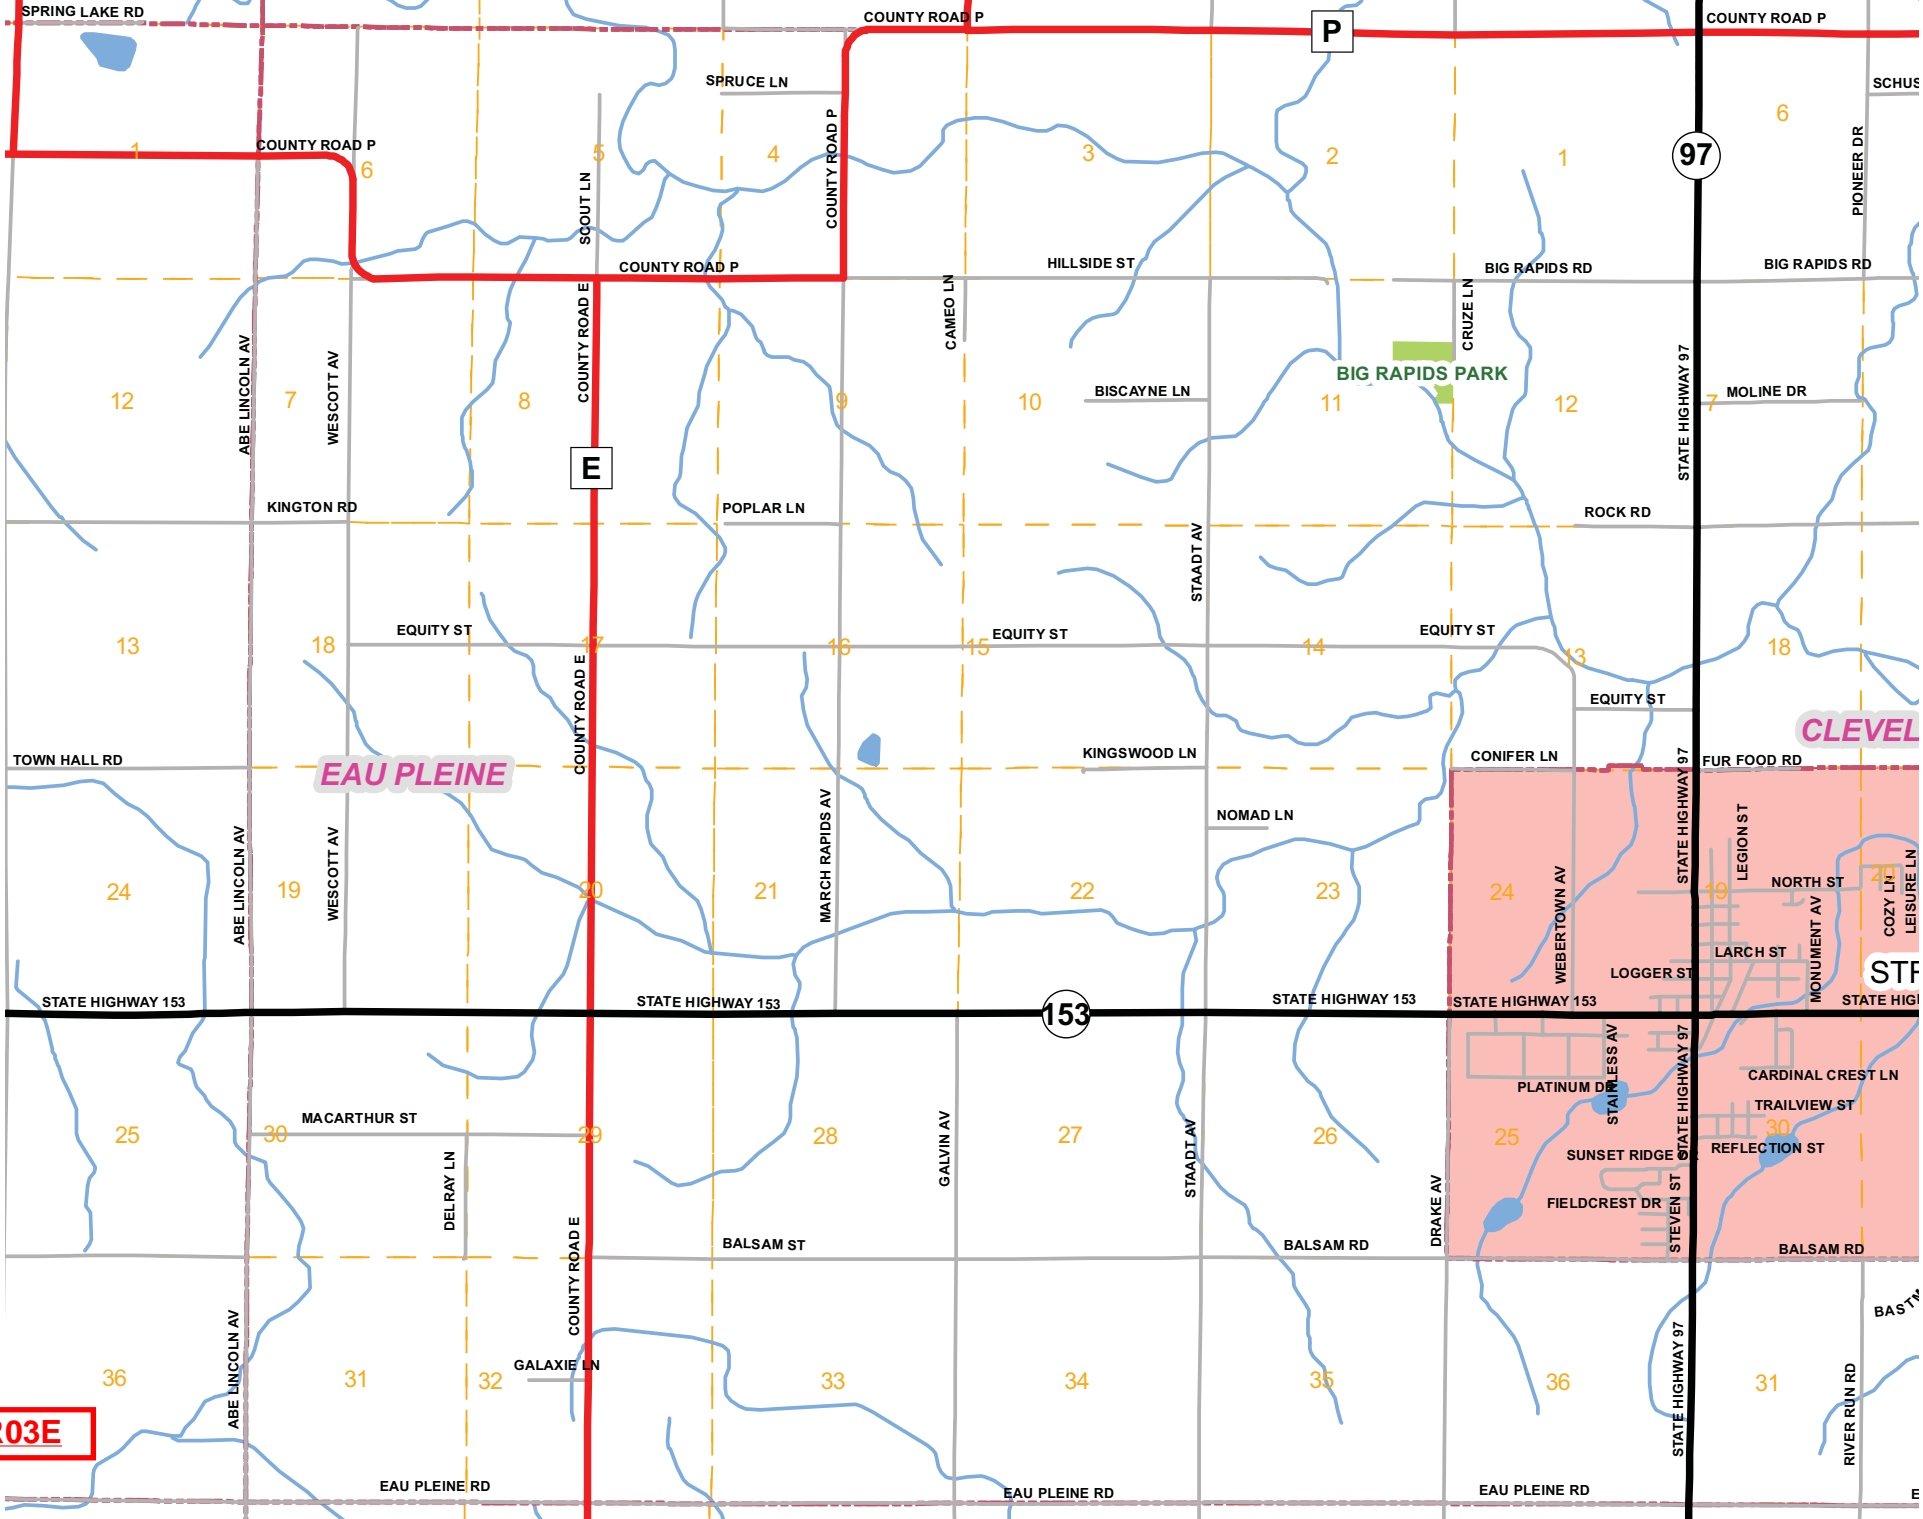 SPRING LAKE RD
COUNTY ROAD P
P
COUNTY ROAD P
SPRUCE LN
SCHUS
6
COUNTY ROAD P
1
6
5
4
3
2
1
97
COUNTY ROAD P
SCOUT LN
PIONEER DR
COUNTY ROAD P
HILLSIDE ST
BIG RAPIDS RD
BIG RAPIDS RD
CAMEO LN
CRUZE LN
COUNTY ROAD E
ABE LINCOLN AV
WESCOTT AV
STATE HIGHWAY 97
BIG RAPIDS PARK
BISCAYNE LN
MOLINE DR
12
7
8
9
10
11
12
7
E
KINGTON RD
POPLAR LN
ROCK RD
STAADT AV
EQUITY ST
EQUITY ST
EQUITY ST
13
18
17
16
15
14
13
18
COUNTY ROAD E
EQUITY ST
CLEVEL
TOWN HALL RD
EAU PLEINE
KINGSWOOD LN
CONIFER LN
FUR FOOD RD
STATE HIGHWAY 97
NOMAD LN
LEGION ST
ABE LINCOLN AV
WESCOTT AV
MARCH RAPIDS AV
WEBERTOWN AV
NORTH ST
COZY LN
LEISURE LN
24
19
20
21
22
23
24
19
20
MONUMENT AV
LARCH ST
LOGGER ST
STR
STATE HIGHWAY 153
STATE HIGHWAY 153
153
STATE HIGHWAY 153
STATE HIGHWAY 153
STATE HIG
STAINLESS AV
STATE HIGHWAY 97
PLATINUM DR
CARDINAL CREST LN
TRAILVIEW ST
MACARTHUR ST
25
30
29
28
27
26
25
30
GALVIN AV
STAADT AV
SUNSET RIDGE DR
REFLECTION ST
DELRAY LN
DRAKE AV
FIELDCREST DR
STEVEN ST
BALSAM ST
BALSAM RD
BALSAM RD
COUNTY ROAD E
ABE LINCOLN AV
BASTM
STATE HIGHWAY 97
GALAXIE LN
36
31
32
33
34
35
36
31
RIVER RUN RD
R03E
EAU PLEINE RD
EAU PLEINE RD
EAU PLEINE RD
E